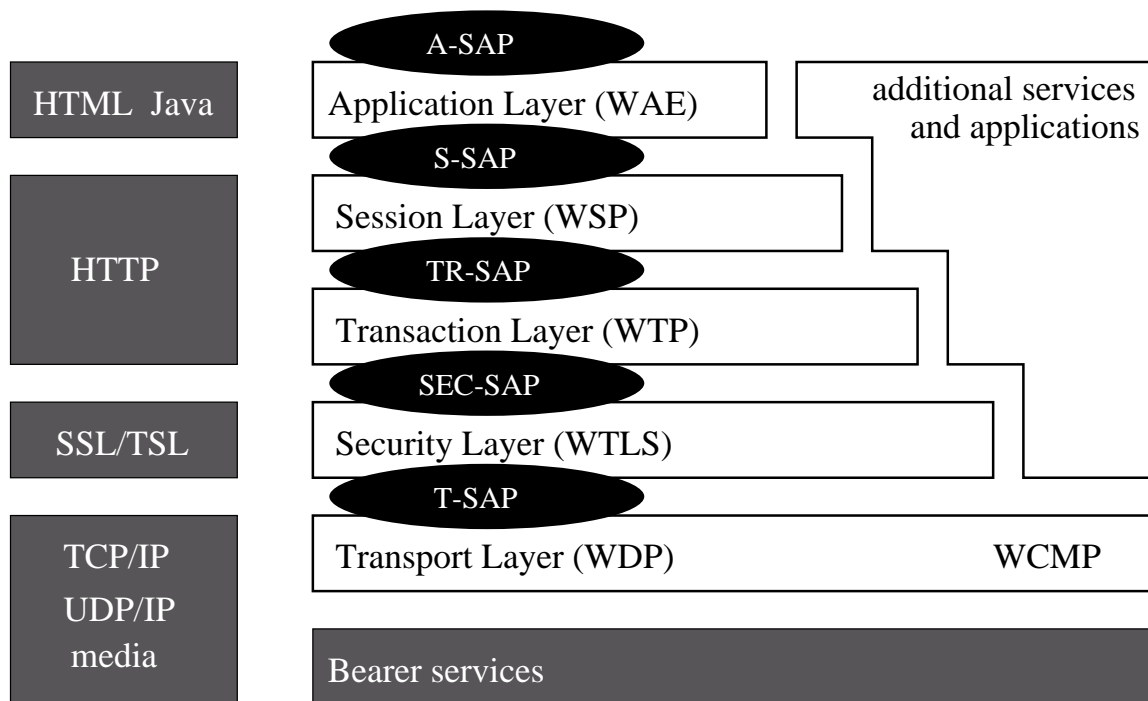 A-SAP
HTML Java
Application Layer (WAE)
additional services
and applications
S-SAP
HTTP
Session Layer (WSP)
TR-SAP
Transaction Layer (WTP)
SEC-SAP
SSL/TSL
Security Layer (WTLS)
T-SAP
TCP/IP
UDP/IP
media
Transport Layer (WDP)
WCMP
Bearer services